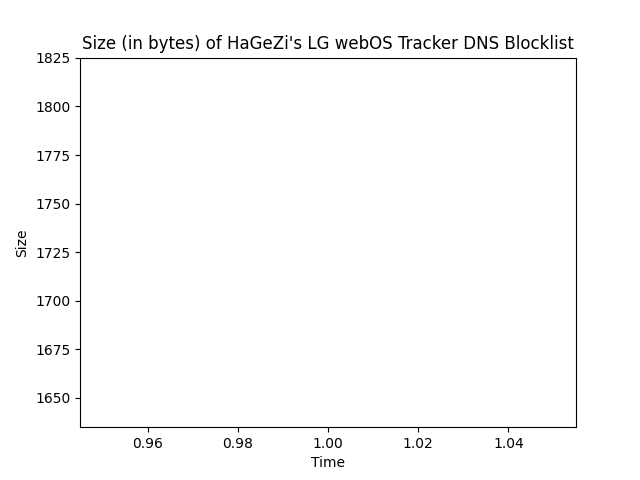 Size (in bytes) of HaGeZi's LG webOS Tracker DNS Blocklist
1825
1800
1775
1750
1725
1700
1675
1650
Size
0.96 0.98 1.00 1.02 1.04
Time